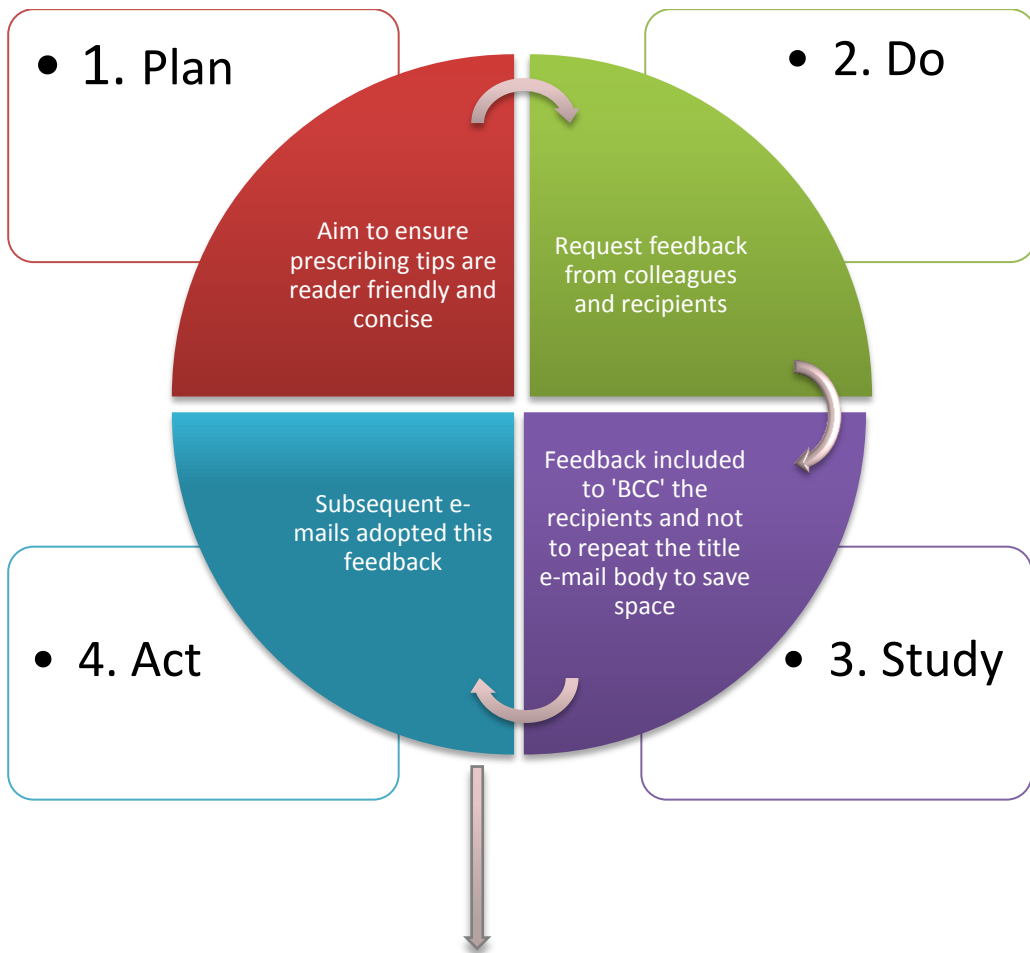 • 1. Plan
• 2. Do
Aim to ensure
prescribing tips are
reader friendly and
concise
Request feedback
from colleagues
and recipients
Feedback included
to 'BCC' the
recipients and not
to repeat the title
e-mail body to save
space
Subsequent e-
mails adopted this
feedback
• 3. Study
• 4. Act